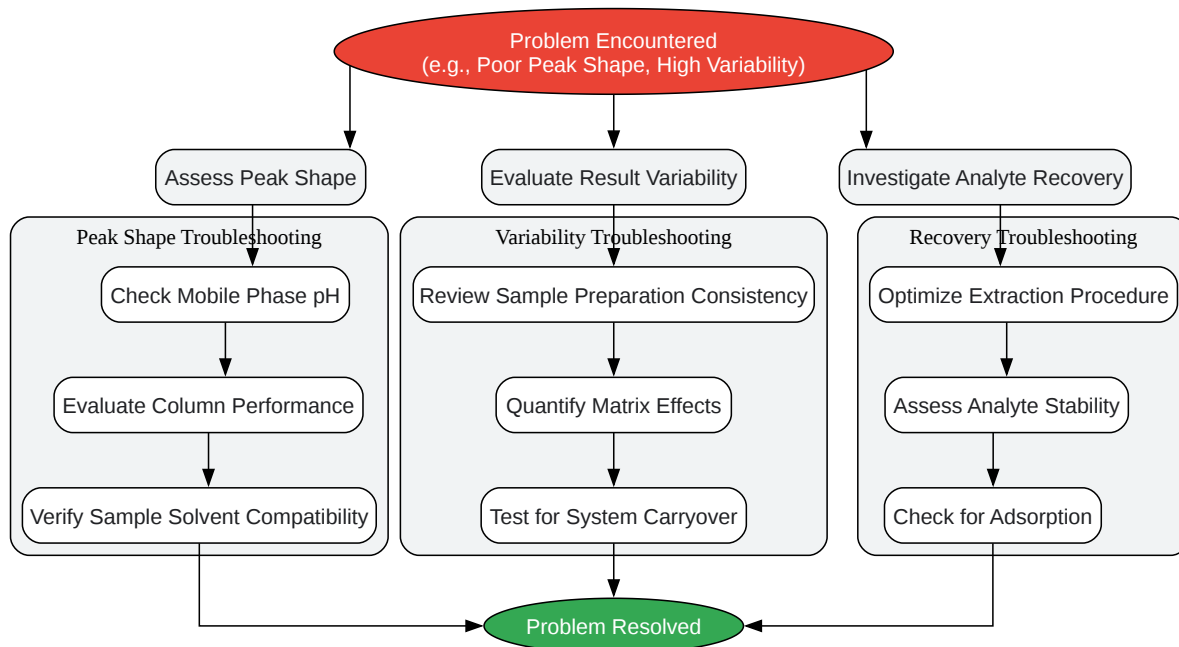 Problem Encountered
(e.g., Poor Peak Shape, High Variability)
Assess Peak Shape
Evaluate Result Variability
Investigate Analyte Recovery
Peak Shape Troubleshooting
Variability Troubleshooting
Recovery Troubleshooting
Check Mobile Phase pH
Review Sample Preparation Consistency
Optimize Extraction Procedure
Evaluate Column Performance
Quantify Matrix Effects
Assess Analyte Stability
Verify Sample Solvent Compatibility
Test for System Carryover
Check for Adsorption
Problem Resolved